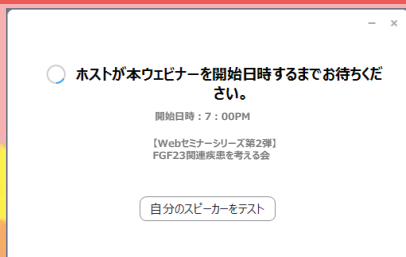 ホストが本ウェビナーを開始日時するまでお待ちくだ
さい。
開始日時：7：00PM
【Webセミナーシリーズ第2弾】
FGF23関連疾患を考える会
自分のスピーカーをテスト